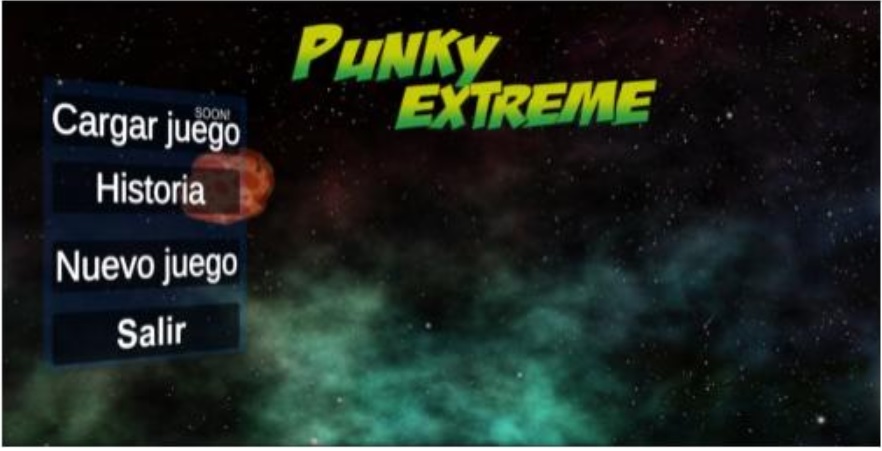 PUNKY
EXTREME
SOON!
Cargar juego
Historia
Nuevo juego
Salir